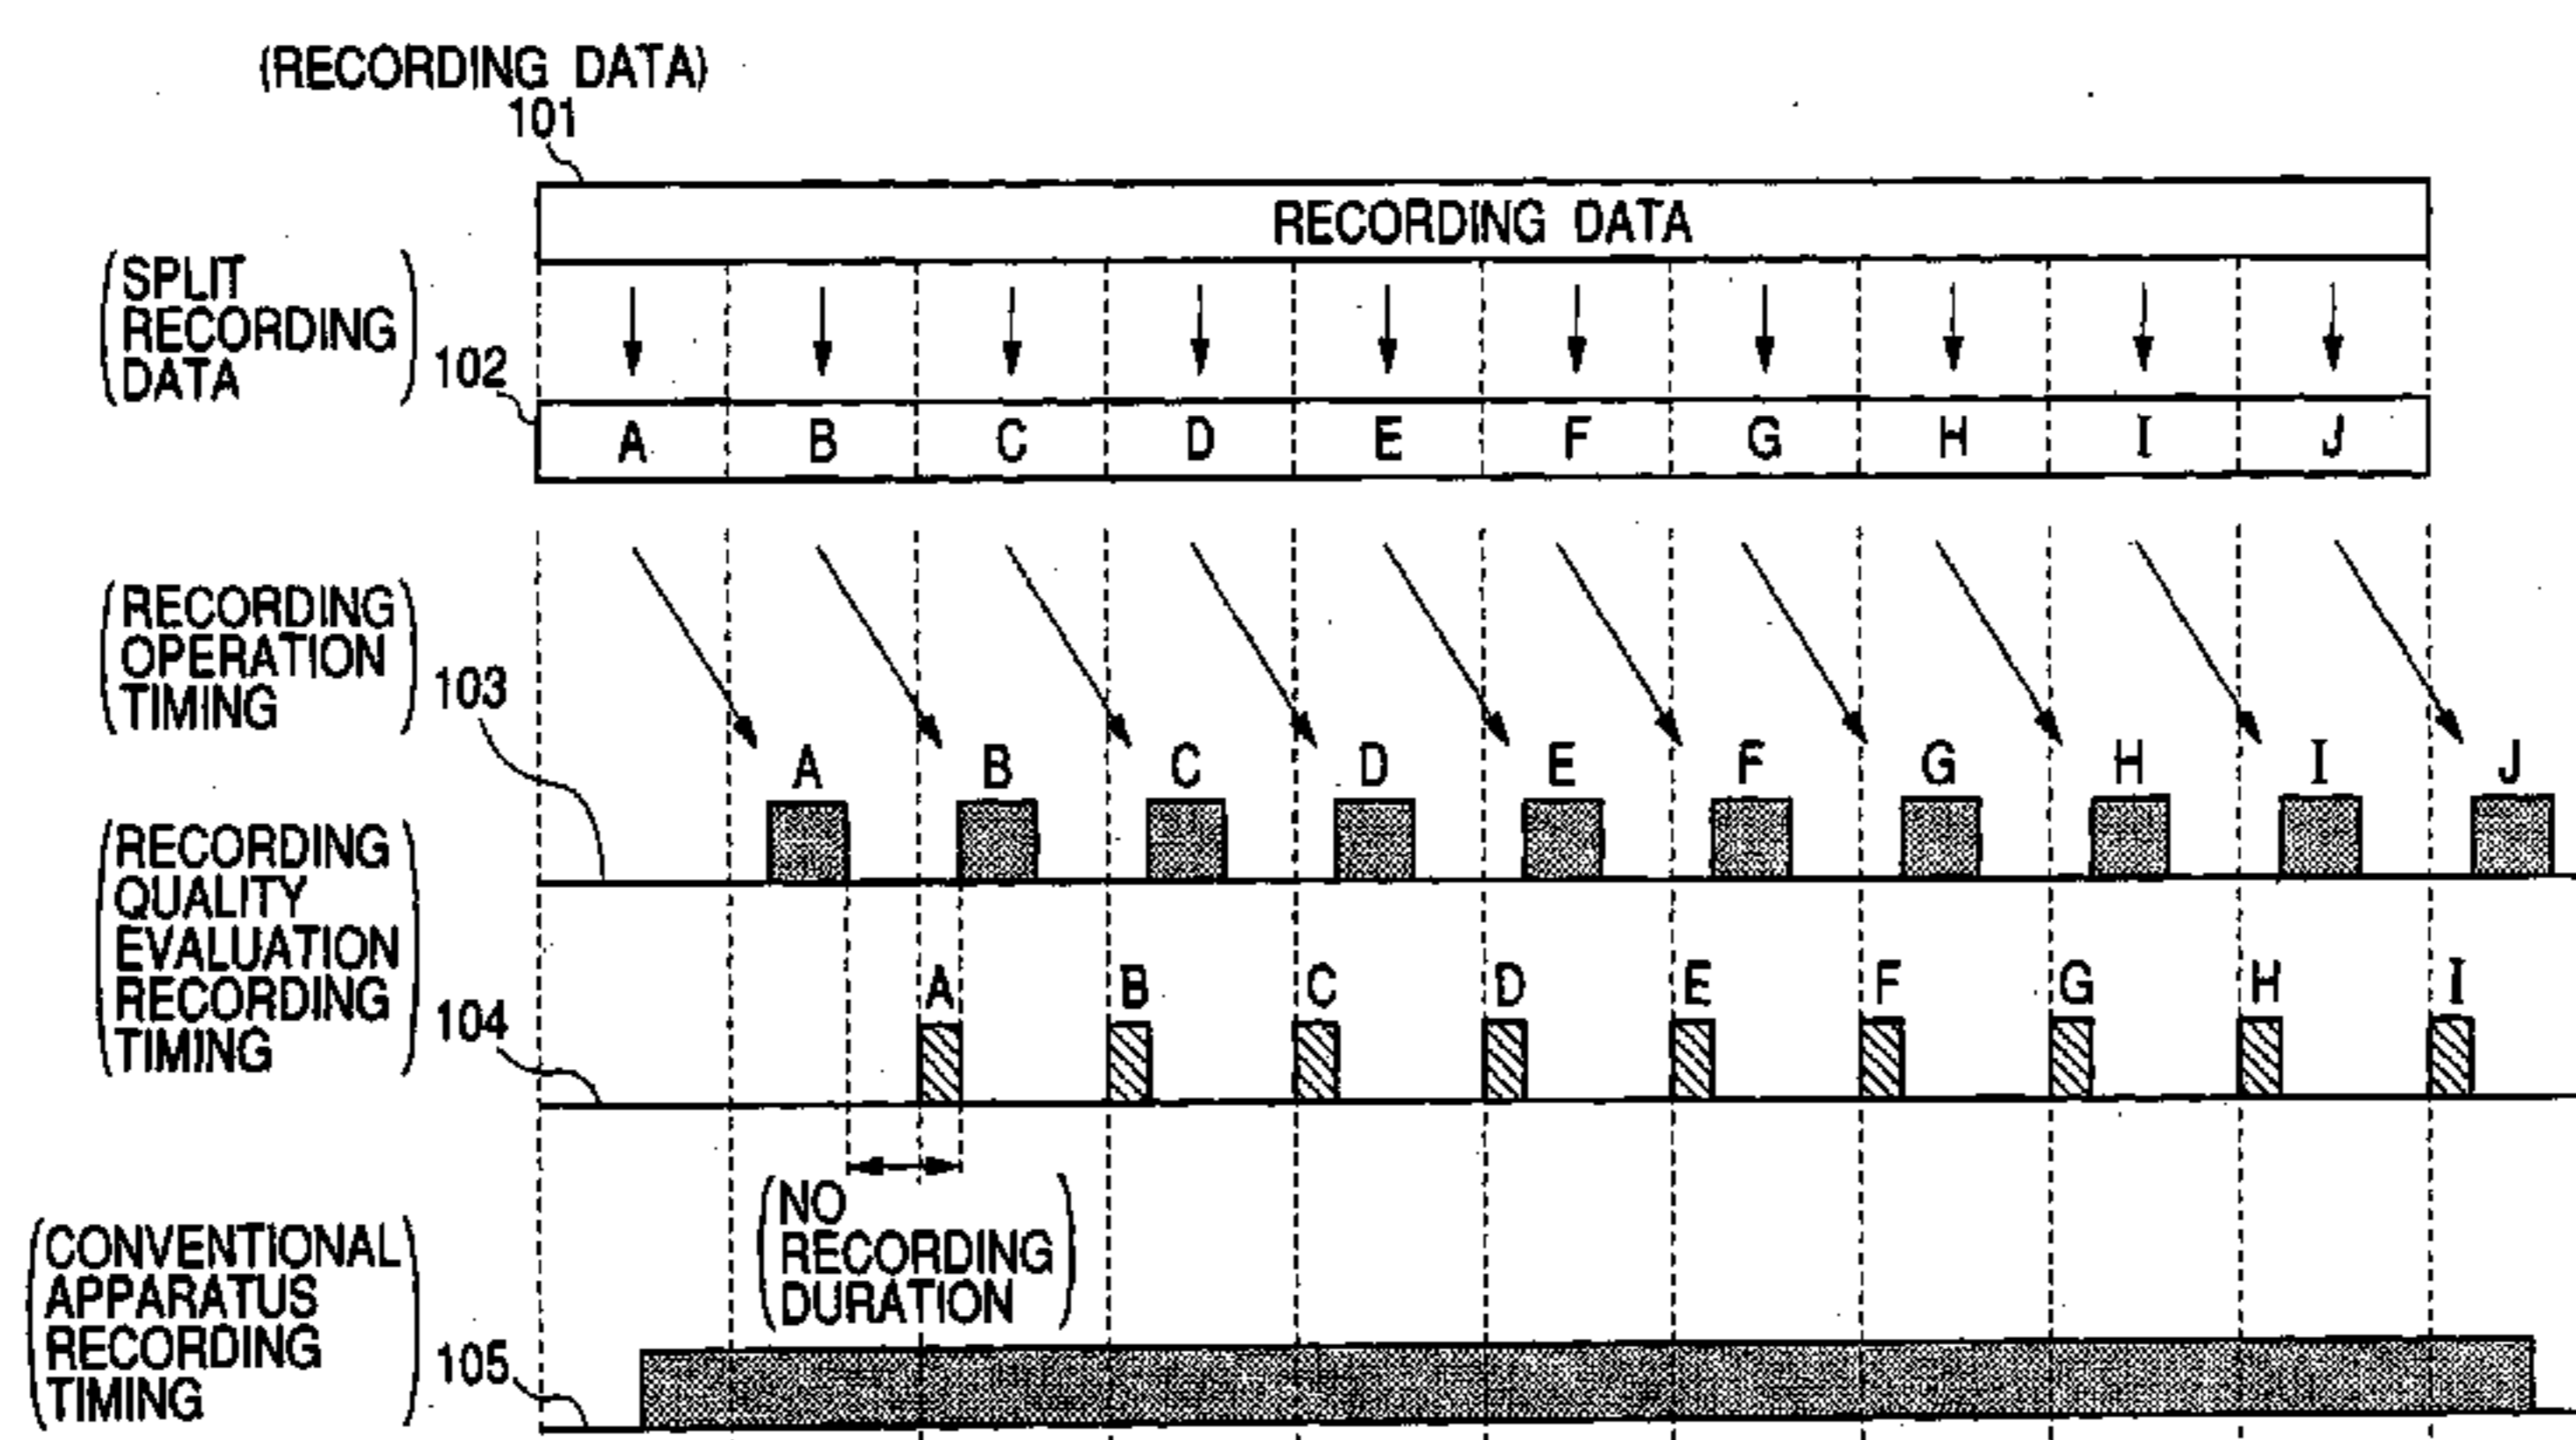 (RECORDING DATA)
101
RECORDING DATA
(SPLIT
RECORDING
DATA)
102
A B C D E F G H I J
(RECORDING
OPERATION
TIMING)
103
A B C D E F G H I J
(RECORDING
QUALITY
EVALUATION
RECORDING
TIMING)
104
A B C D E F G H I
(NO
RECORDING
DURATION)
(CONVENTIONAL
APPARATUS
RECORDING
TIMING)
105